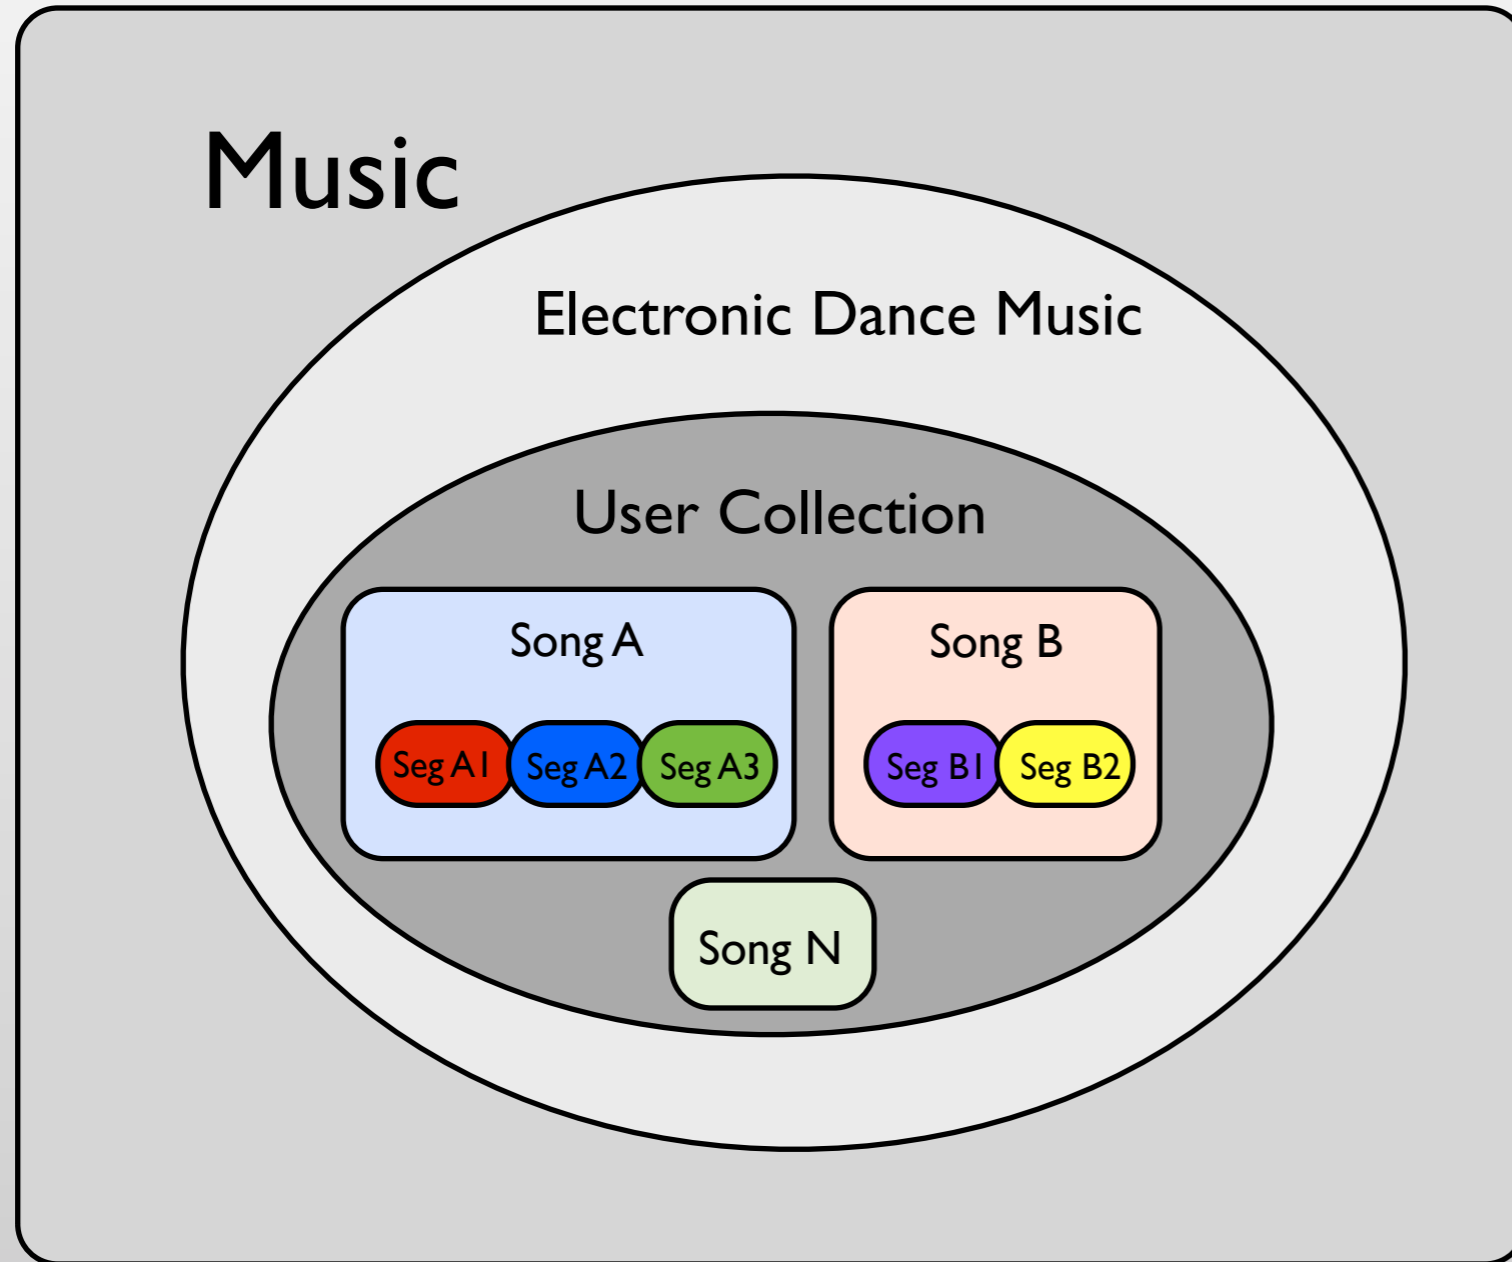 Music
Electronic Dance Music
User Collection
Song A
Song B
Seg A1
Seg A2
Seg A3
Seg B1
Seg B2
Song N